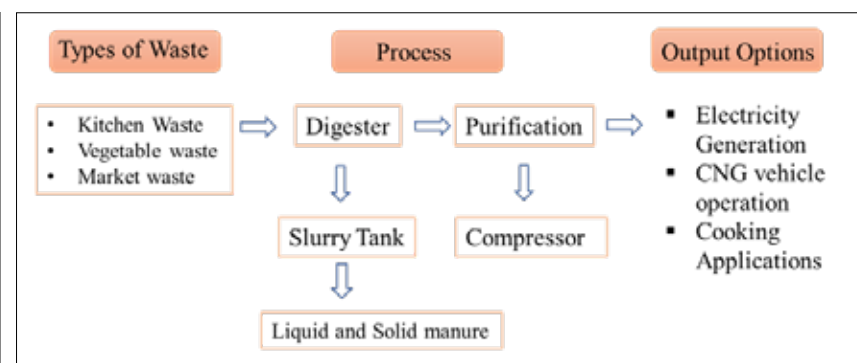 Types of Waste
Process
Output Options
• Kitchen Waste
• Vegetable waste
• Market waste
Digester
Purification
▪ Electricity
Generation
▪ CNG vehicle
operation
▪ Cooking
Applications
Slurry Tank
Compressor
Liquid and Solid manure